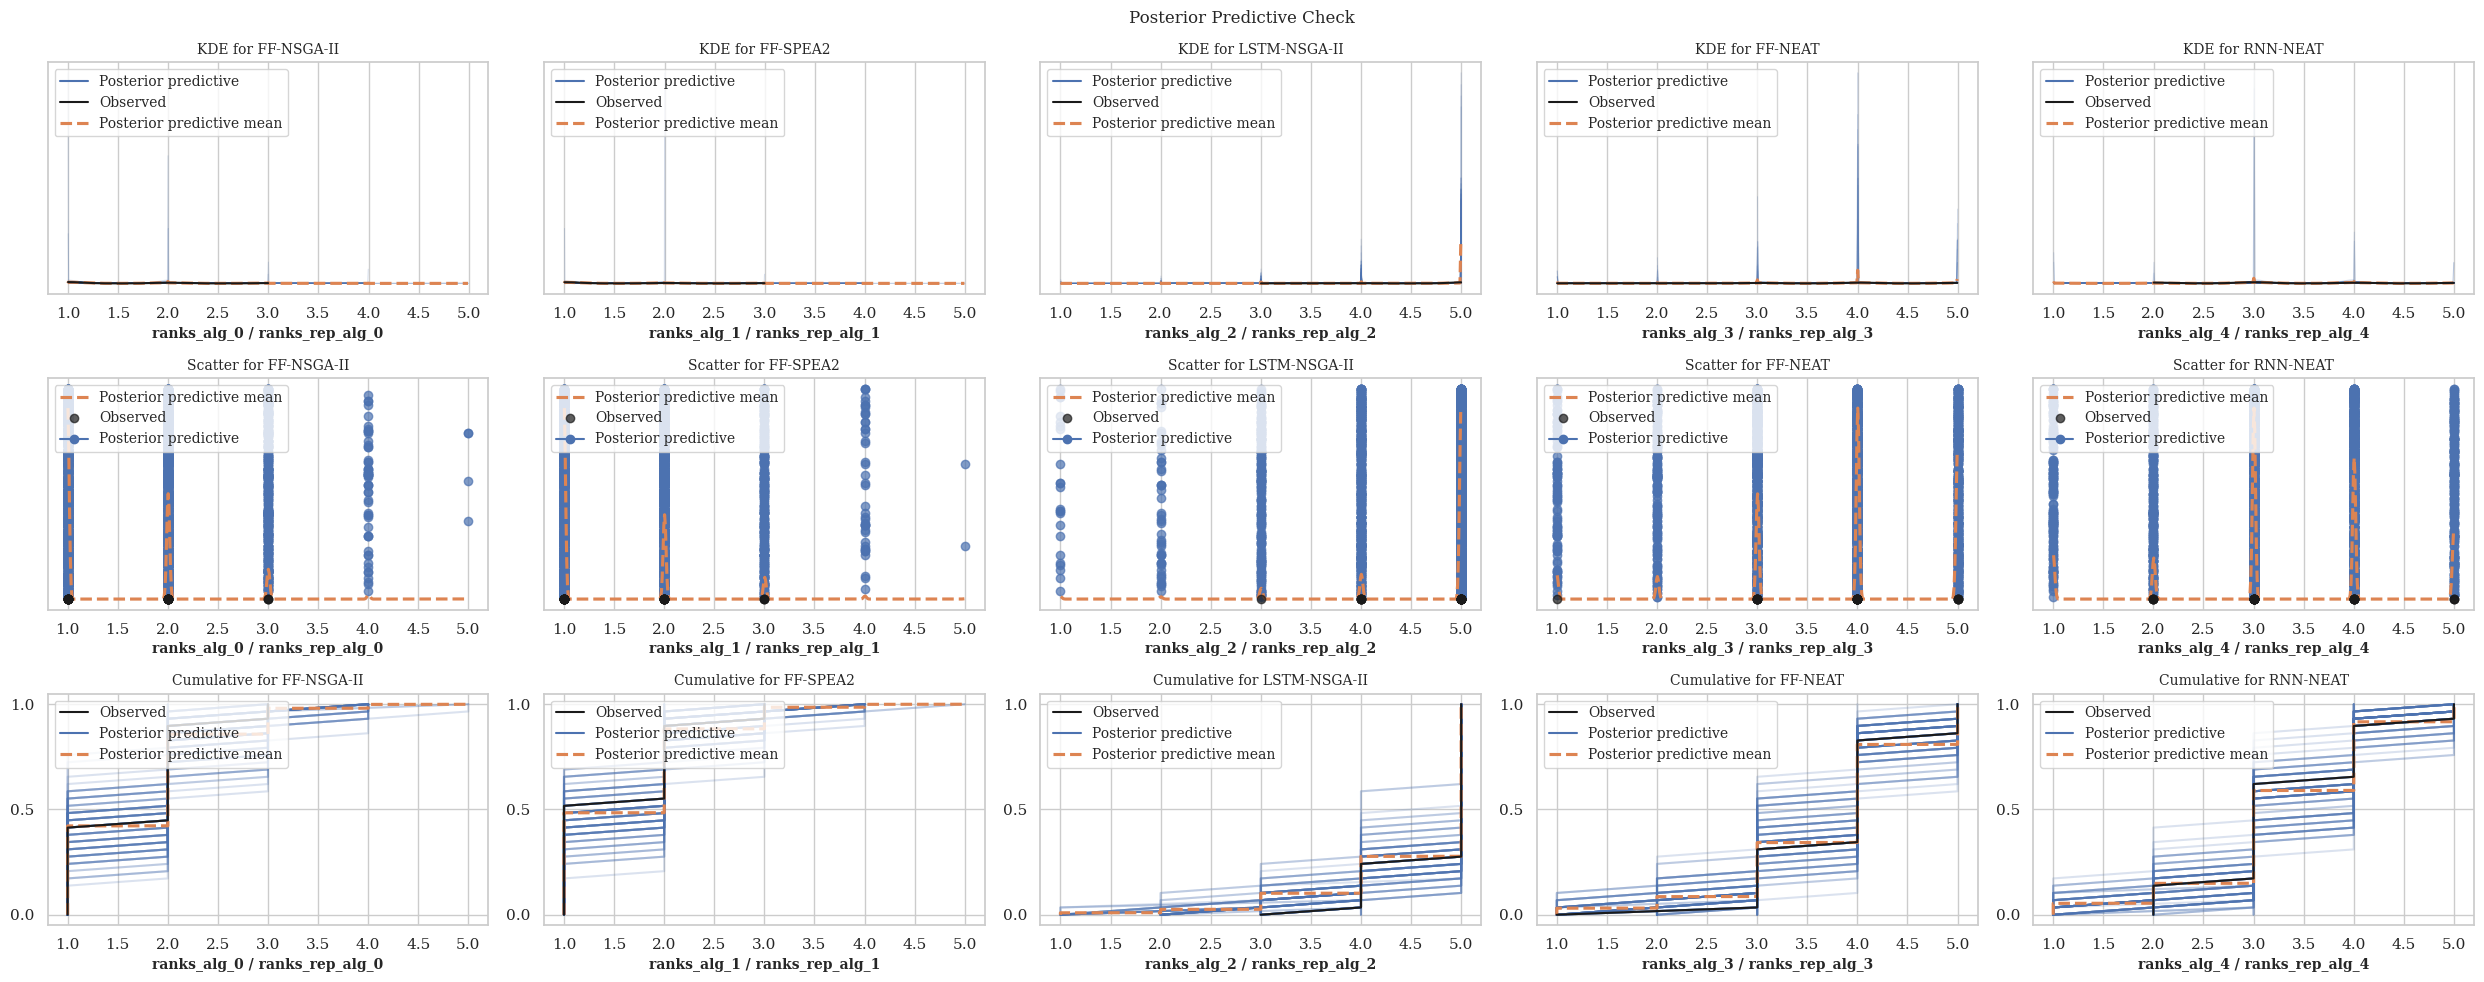 Posterior Predictive Check
KDE for FF-NSGA-II
Posterior predictive
Observed
Posterior predictive mean
1.0 1.5 2.0 2.5 3.0 3.5 4.0 4.5 5.0
ranks_alg_0 / ranks_rep_alg_0
KDE for FF-SPEA2
Posterior predictive
Observed
Posterior predictive mean
1.0 1.5 2.0 2.5 3.0 3.5 4.0 4.5 5.0
ranks_alg_1 / ranks_rep_alg_1
KDE for LSTM-NSGA-II
Posterior predictive
Observed
Posterior predictive mean
1.0 1.5 2.0 2.5 3.0 3.5 4.0 4.5 5.0
ranks_alg_2 / ranks_rep_alg_2
KDE for FF-NEAT
Posterior predictive
Observed
Posterior predictive mean
1.0 1.5 2.0 2.5 3.0 3.5 4.0 4.5 5.0
ranks_alg_3 / ranks_rep_alg_3
KDE for RNN-NEAT
Posterior predictive
Observed
Posterior predictive mean
1.0 1.5 2.0 2.5 3.0 3.5 4.0 4.5 5.0
ranks_alg_4 / ranks_rep_alg_4
Scatter for FF-NSGA-II
Posterior predictive mean
Observed
Posterior predictive
1.0 1.5 2.0 2.5 3.0 3.5 4.0 4.5 5.0
ranks_alg_0 / ranks_rep_alg_0
Scatter for FF-SPEA2
Posterior predictive mean
Observed
Posterior predictive
1.0 1.5 2.0 2.5 3.0 3.5 4.0 4.5 5.0
ranks_alg_1 / ranks_rep_alg_1
Scatter for LSTM-NSGA-II
Posterior predictive mean
Observed
Posterior predictive
1.0 1.5 2.0 2.5 3.0 3.5 4.0 4.5 5.0
ranks_alg_2 / ranks_rep_alg_2
Scatter for FF-NEAT
Posterior predictive mean
Observed
Posterior predictive
1.0 1.5 2.0 2.5 3.0 3.5 4.0 4.5 5.0
ranks_alg_3 / ranks_rep_alg_3
Scatter for RNN-NEAT
Posterior predictive mean
Observed
Posterior predictive
1.0 1.5 2.0 2.5 3.0 3.5 4.0 4.5 5.0
ranks_alg_4 / ranks_rep_alg_4
Cumulative for FF-NSGA-II
Observed
Posterior predictive
Posterior predictive mean
1.0
0.5
0.0
1.0 1.5 2.0 2.5 3.0 3.5 4.0 4.5 5.0
ranks_alg_0 / ranks_rep_alg_0
Cumulative for FF-SPEA2
Observed
Posterior predictive
Posterior predictive mean
1.0
0.5
0.0
1.0 1.5 2.0 2.5 3.0 3.5 4.0 4.5 5.0
ranks_alg_1 / ranks_rep_alg_1
Cumulative for LSTM-NSGA-II
Observed
Posterior predictive
Posterior predictive mean
1.0
0.5
0.0
1.0 1.5 2.0 2.5 3.0 3.5 4.0 4.5 5.0
ranks_alg_2 / ranks_rep_alg_2
Cumulative for FF-NEAT
Observed
Posterior predictive
Posterior predictive mean
1.0
0.5
0.0
1.0 1.5 2.0 2.5 3.0 3.5 4.0 4.5 5.0
ranks_alg_3 / ranks_rep_alg_3
Cumulative for RNN-NEAT
Observed
Posterior predictive
Posterior predictive mean
1.0
0.5
0.0
1.0 1.5 2.0 2.5 3.0 3.5 4.0 4.5 5.0
ranks_alg_4 / ranks_rep_alg_4